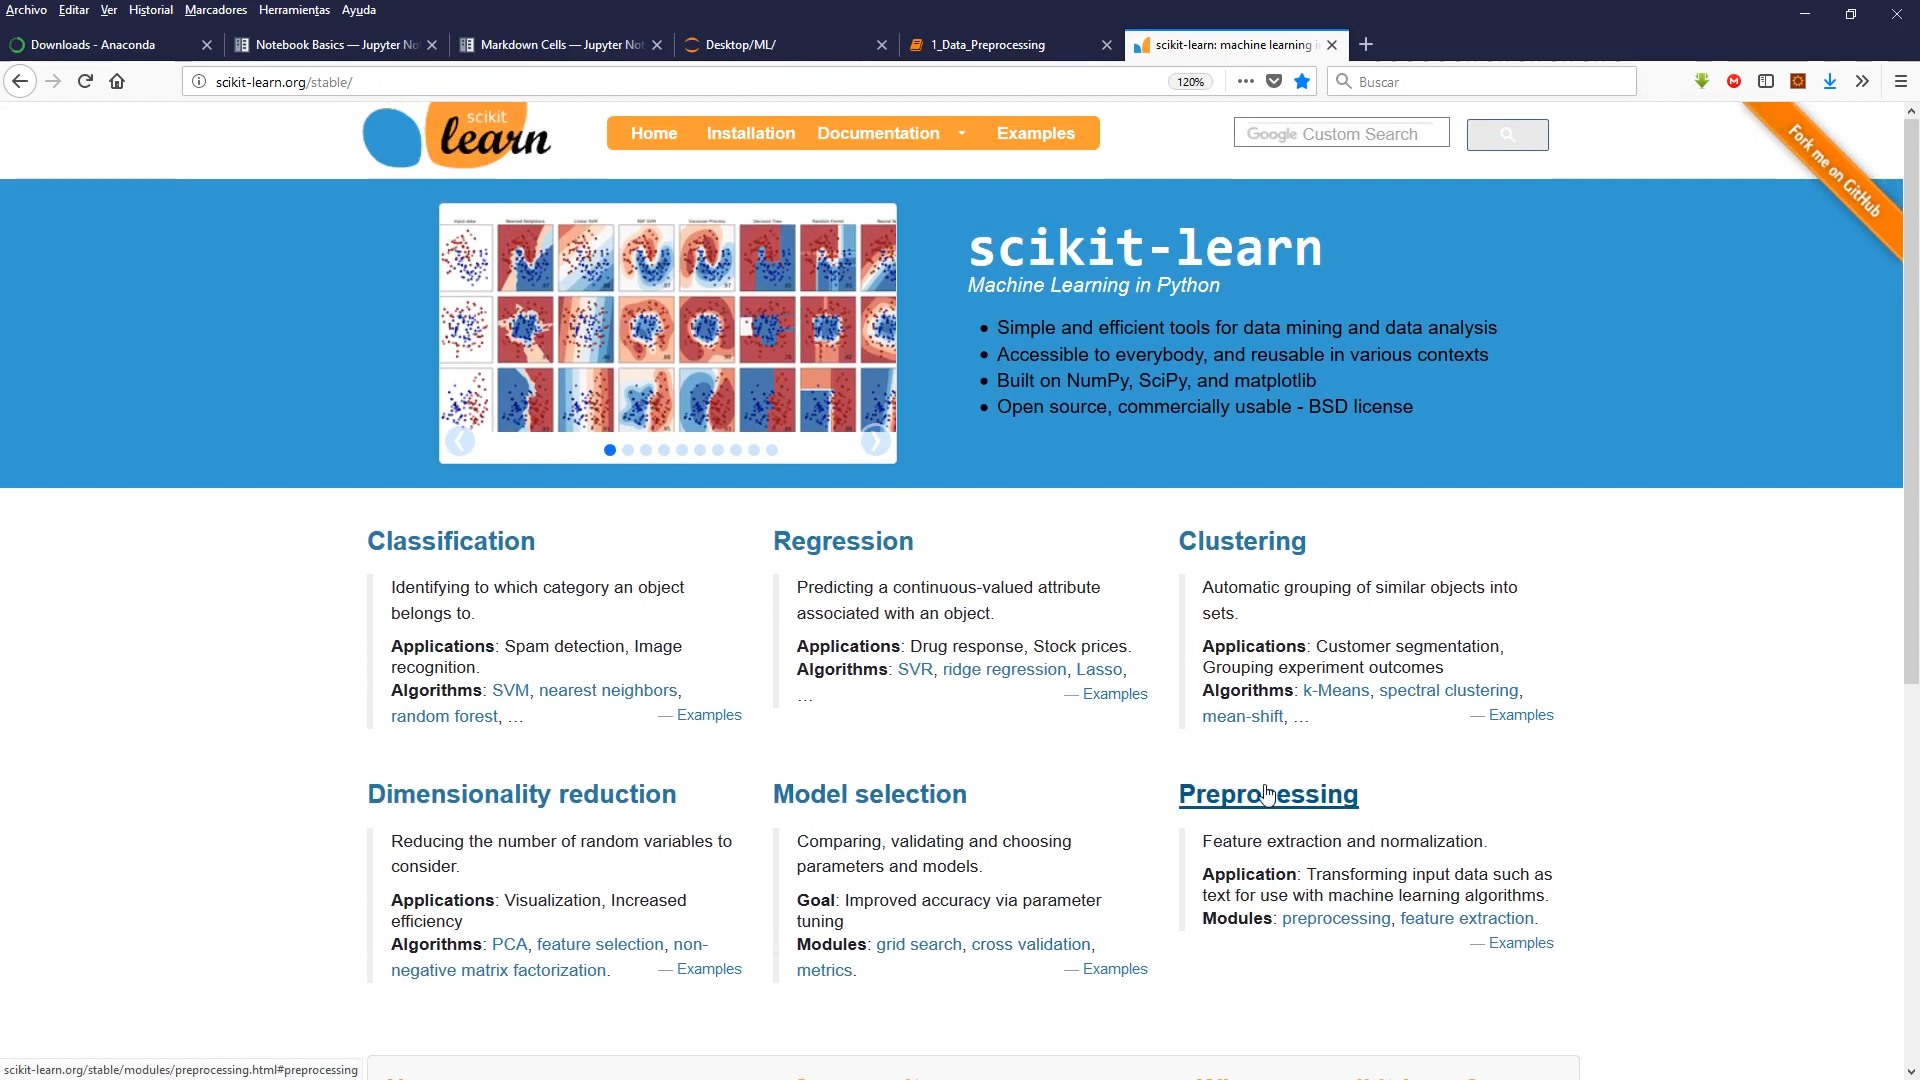 Archivo Editar Ver Historial Marcadores Herramientas Ayuda
Downloads - Anaconda
Notebook Basics — Jupyter No
Markdown Cells — Jupyter Not
Desktop/ML/
1_Data_Preprocessing
scikit-learn: machine learning i
scikit-learn.org/stable/
120%
Buscar
scikit
learn
Home Installation Documentation Examples
Google Custom Search
Fork me on GitHub
scikit-learn
Machine Learning in Python
Simple and efficient tools for data mining and data analysis
Accessible to everybody, and reusable in various contexts
Built on NumPy, SciPy, and matplotlib
Open source, commercially usable - BSD license
Classification
Identifying to which category an object
belongs to.
Applications: Spam detection, Image
recognition.
Algorithms: SVM, nearest neighbors,
random forest, ... — Examples
Regression
Predicting a continuous-valued attribute
associated with an object.
Applications: Drug response, Stock prices.
Algorithms: SVR, ridge regression, Lasso,
... — Examples
Clustering
Automatic grouping of similar objects into
sets.
Applications: Customer segmentation,
Grouping experiment outcomes
Algorithms: k-Means, spectral clustering,
mean-shift, ... — Examples
Dimensionality reduction
Reducing the number of random variables to
consider.
Applications: Visualization, Increased
efficiency
Algorithms: PCA, feature selection, non-
negative matrix factorization. — Examples
Model selection
Comparing, validating and choosing
parameters and models.
Goal: Improved accuracy via parameter
tuning
Modules: grid search, cross validation,
metrics. — Examples
Preprocessing
Feature extraction and normalization.
Application: Transforming input data such as
text for use with machine learning algorithms.
Modules: preprocessing, feature extraction.
— Examples
scikit-learn.org/stable/modules/preprocessing.html#preprocessing